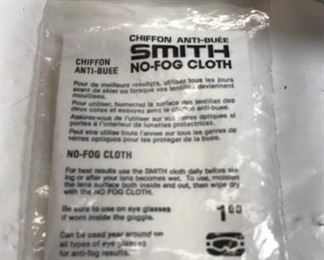 CHIFFON ANTI-BUÉE
SMITH
CHIFFON
ANTI-BUEE
NO-FOG CLOTH
Pour de meilleurs resultats, utiliser tous les jours
avant de skier ou lorsque vos lentilles deviennent
mouillées.
Pour utiliser, humectez la surface des lentilles des
deux cotés et essuyez avec le chiffon anti-buée.
Assurez-vous de l'utiliser sur vos verres optiques si
portés à l'interieur de lunettes protectrices.
Peut être utilise toute l'année sur tous les genres de
verres optiques pour les protéger de la buée.
NO-FOG CLOTH
For best results use the SMITH cloth daily before ski-
ing or after your lens becomes wet. To use, moisten
the lens surface both inside and out, then wipe dry
with the NO FOG CLOTH.
Be sure to use on eye glasses
if worn inside the goggle.
1 00
Can be used year around on
all types of eye glasses
for anti-fog results.